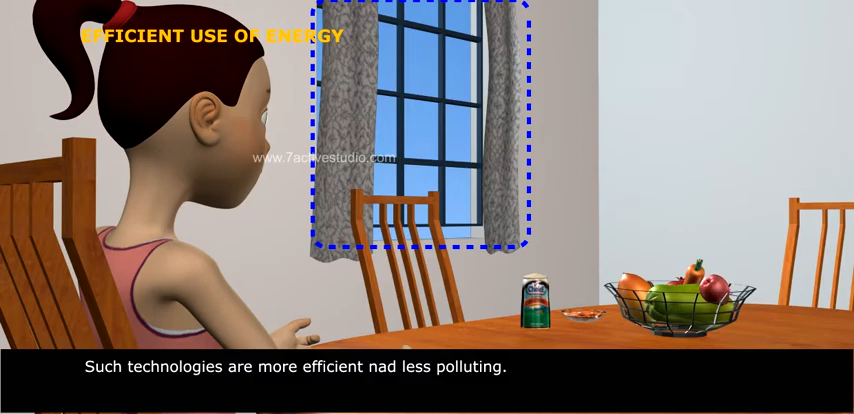 EFFICIENT USE OF ENERGY
www.7activestudio.com
Such technologies are more efficient nad less polluting.